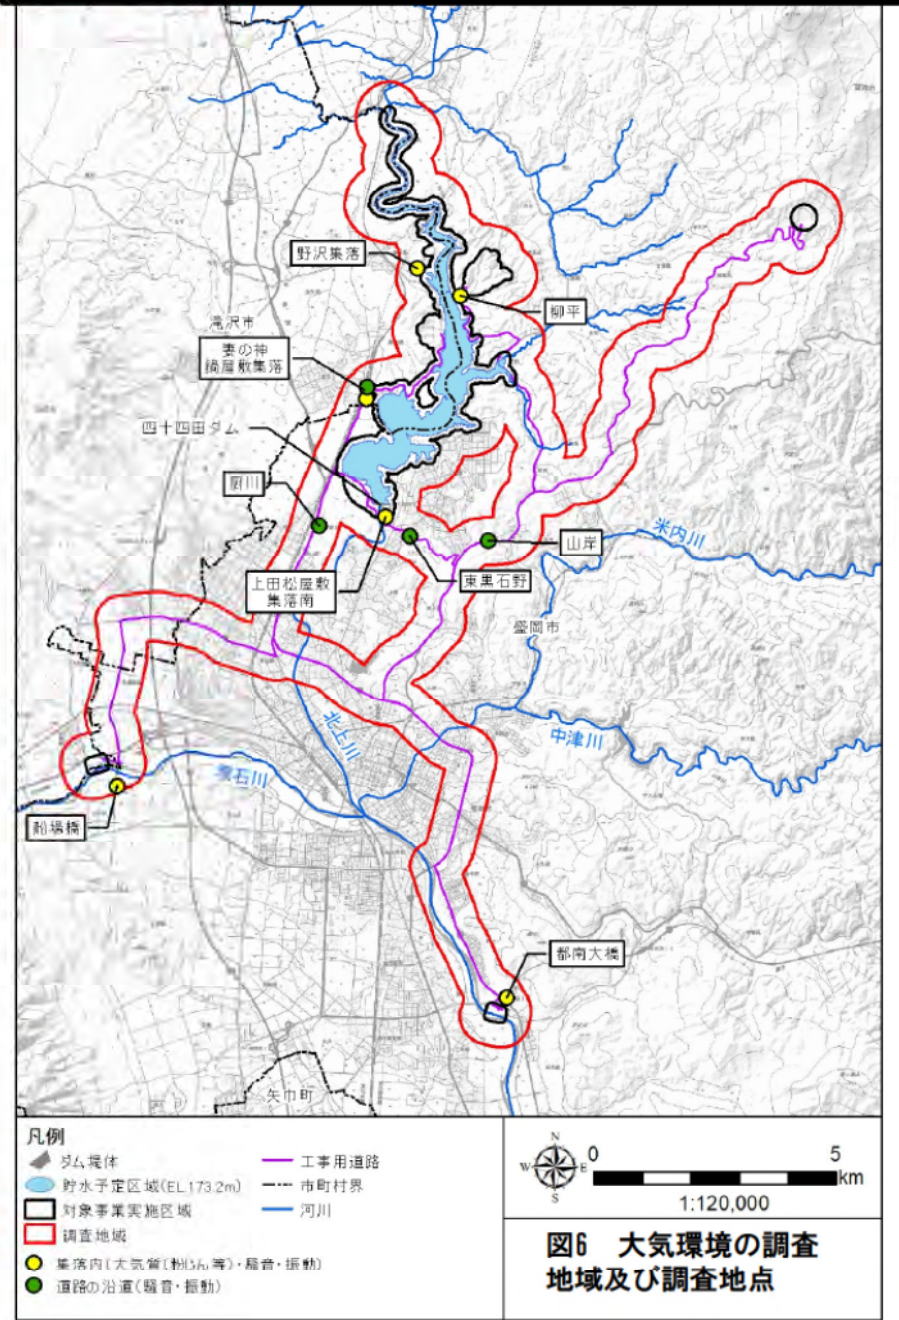 野沢集落
柳平
滝沢市
妻の神
鍋屋敷集落
四十四田ダム
厨川
山岸
米内川
上田松屋敷
集落南
東黒石野
盛岡市
北上川
中津川
雫石川
船場橋
都南大橋
矢巾町
凡例
ダム堤体
貯水予定区域(EL.173.2m)
対象事業実施区域
調査地域
工事用道路
市町村界
河川
集落内(大気質(粉じん等)・騒音・振動)
道路の沿道(騒音・振動)
N
W E
S
0 5
km
1:120,000
図6 大気環境の調査
地域及び調査地点